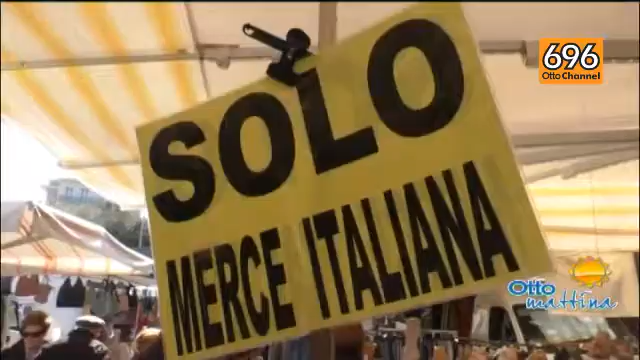 696
Otto Channel
SOLO
MERCE ITALIANA
Otto
mattina